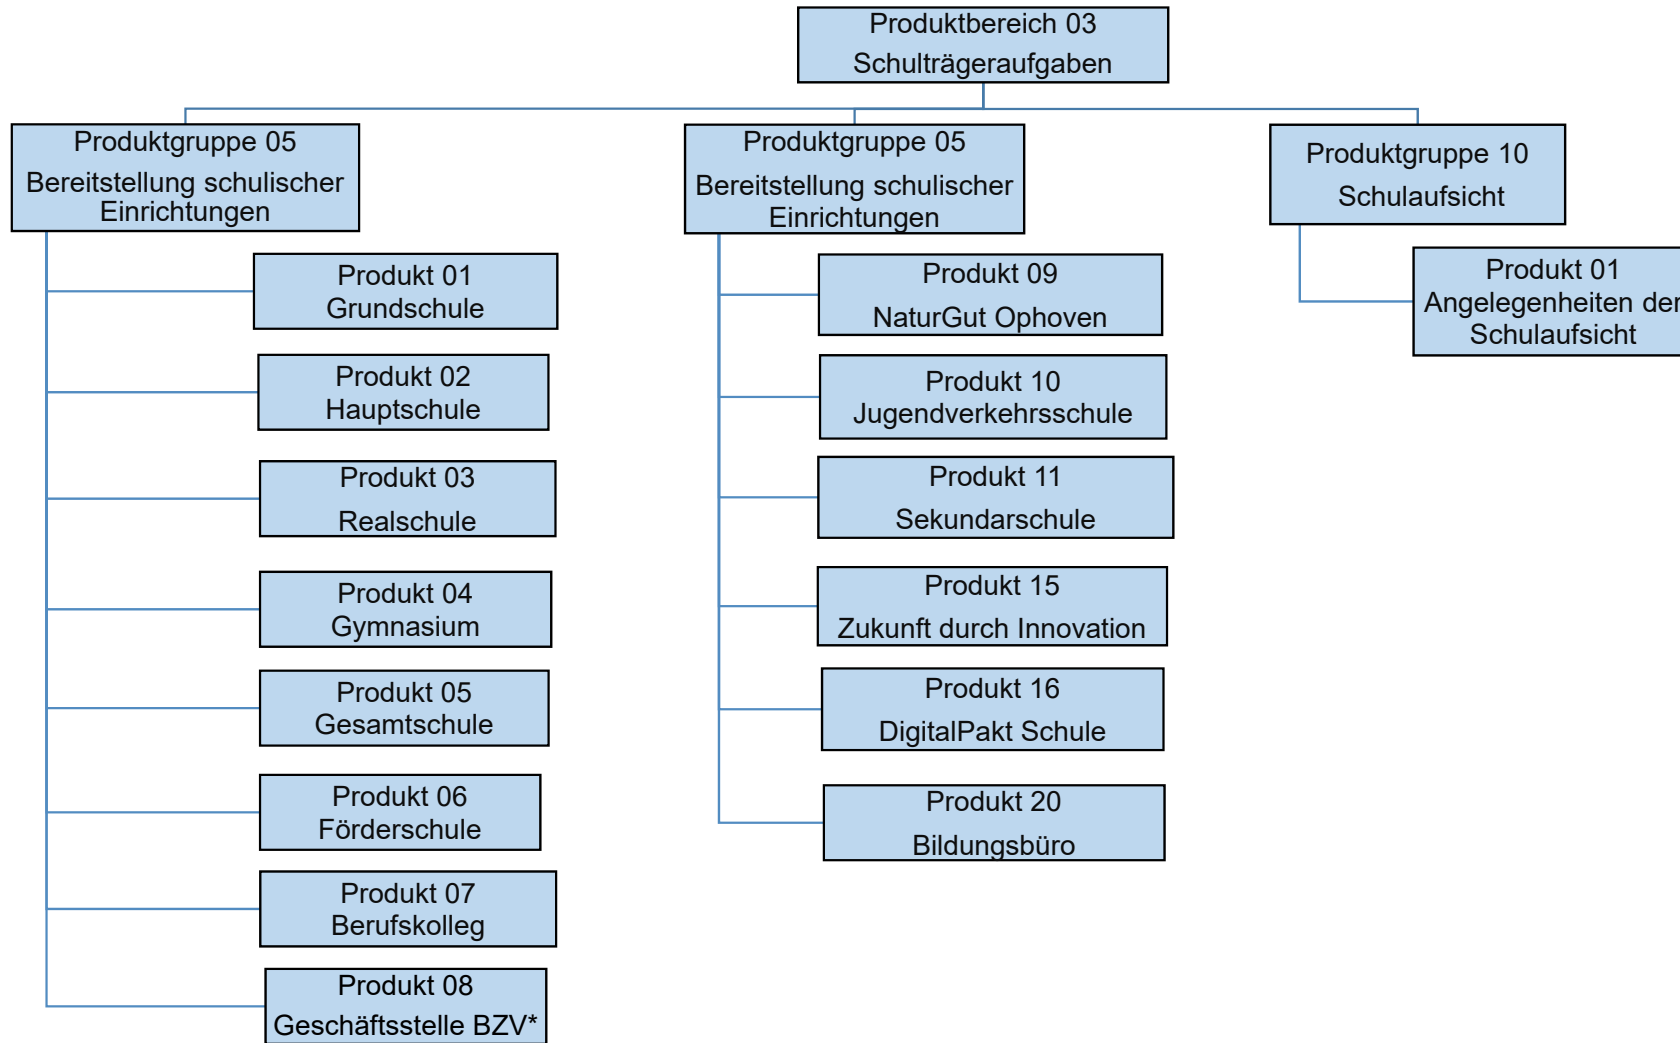 Produktbereich 03
Schulträgeraufgaben
Produktgruppe 05
Bereitstellung schulischer
Einrichtungen
Produkt 01
Grundschule
Produkt 02
Hauptschule
Produkt 03
Realschule
Produkt 04
Gymnasium
Produkt 05
Gesamtschule
Produkt 06
Förderschule
Produkt 07
Berufskolleg
Produkt 08
Geschäftsstelle BZV*
Produktgruppe 05
Bereitstellung schulischer
Einrichtungen
Produkt 09
NaturGut Ophoven
Produkt 10
Jugendverkehrsschule
Produkt 11
Sekundarschule
Produkt 15
Zukunft durch Innovation
Produkt 16
DigitalPakt Schule
Produkt 20
Bildungsbüro
Produktgruppe 10
Schulaufsicht
Produkt 01
Angelegenheiten der
Schulaufsicht